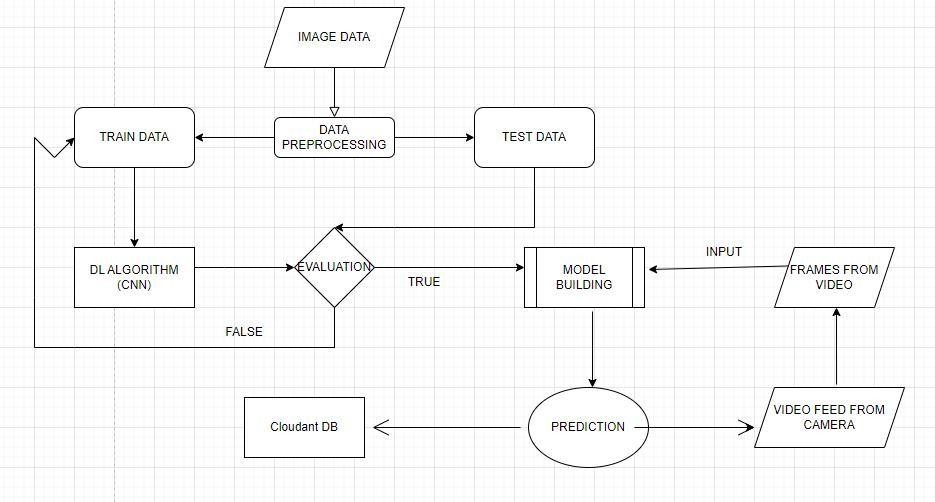 IMAGE DATA
TRAIN DATA
DATA
PREPROCESSING
TEST DATA
DL ALGORITHM
(CNN)
EVALUATION
TRUE
MODEL
BUILDING
INPUT
FRAMES FROM
VIDEO
FALSE
Cloudant DB
PREDICTION
VIDEO FEED FROM
CAMERA